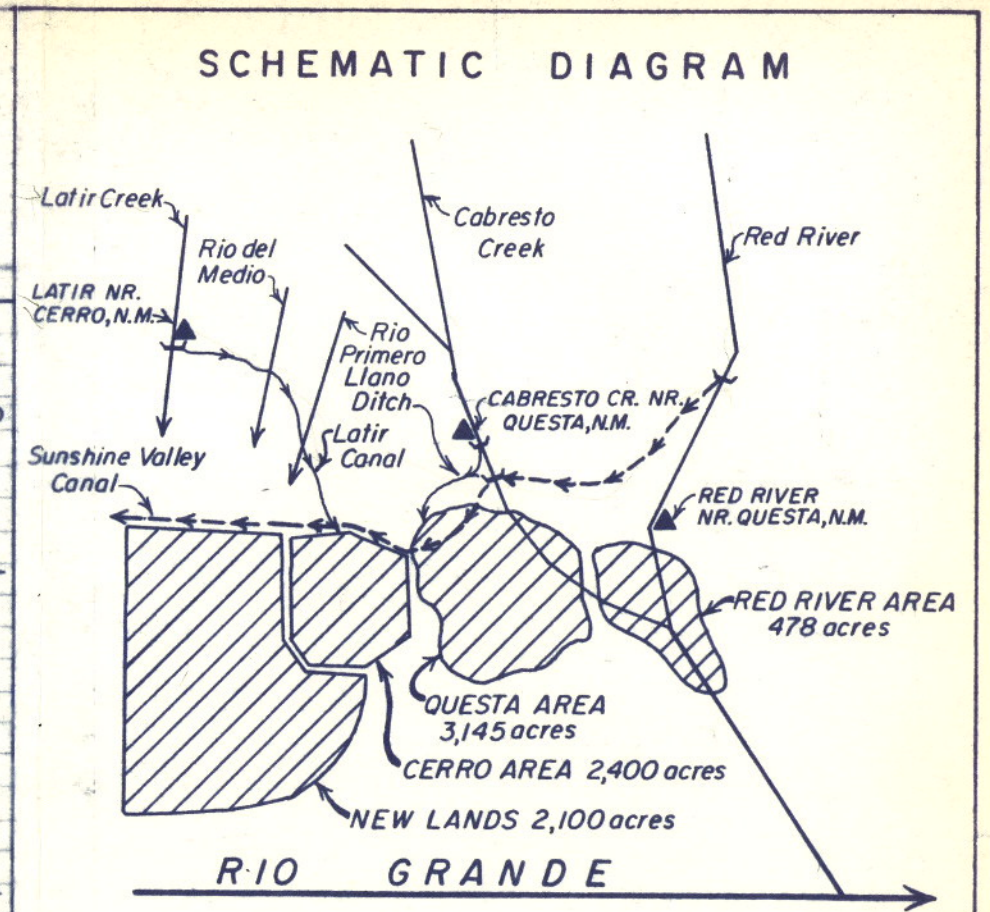 SCHEMATIC DIAGRAM
Latir Creek
Rio del
Medio
LATIR NR.
CERRO, N.M.
Cabresto
Creek
Red River
Rio
Primero
Llano
Ditch
Latir
Canal
CABRESTO CR. NR.
QUESTA, N.M.
Sunshine Valley
Canal
RED RIVER
NR. QUESTA, N.M.
RED RIVER AREA
478 acres
QUESTA AREA
3,145 acres
CERRO AREA 2,400 acres
NEW LANDS 2,100 acres
RIO GRANDE